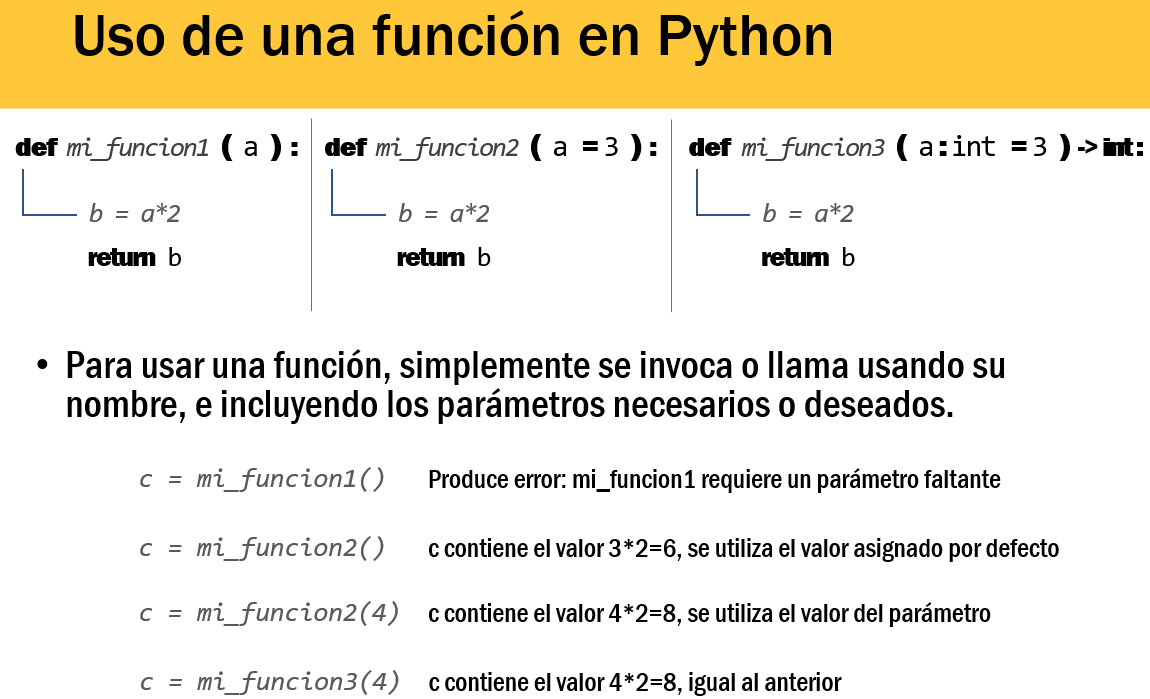 Uso de una función en Python
def mi_funcion1 ( a ):
b = a*2
return b
def mi_funcion2 ( a =3 ):
b = a*2
return b
def mi_funcion3 ( a:int =3 )->int:
b = a*2
return b
• Para usar una función, simplemente se invoca o llama usando su
nombre, e incluyendo los parámetros necesarios o deseados.
c = mi_funcion1() Produce error: mi_funcion1 requiere un parámetro faltante
c = mi_funcion2() c contiene el valor 3*2=6, se utiliza el valor asignado por defecto
c = mi_funcion2(4) c contiene el valor 4*2=8, se utiliza el valor del parámetro
c = mi_funcion3(4) c contiene el valor 4*2=8, igual al anterior